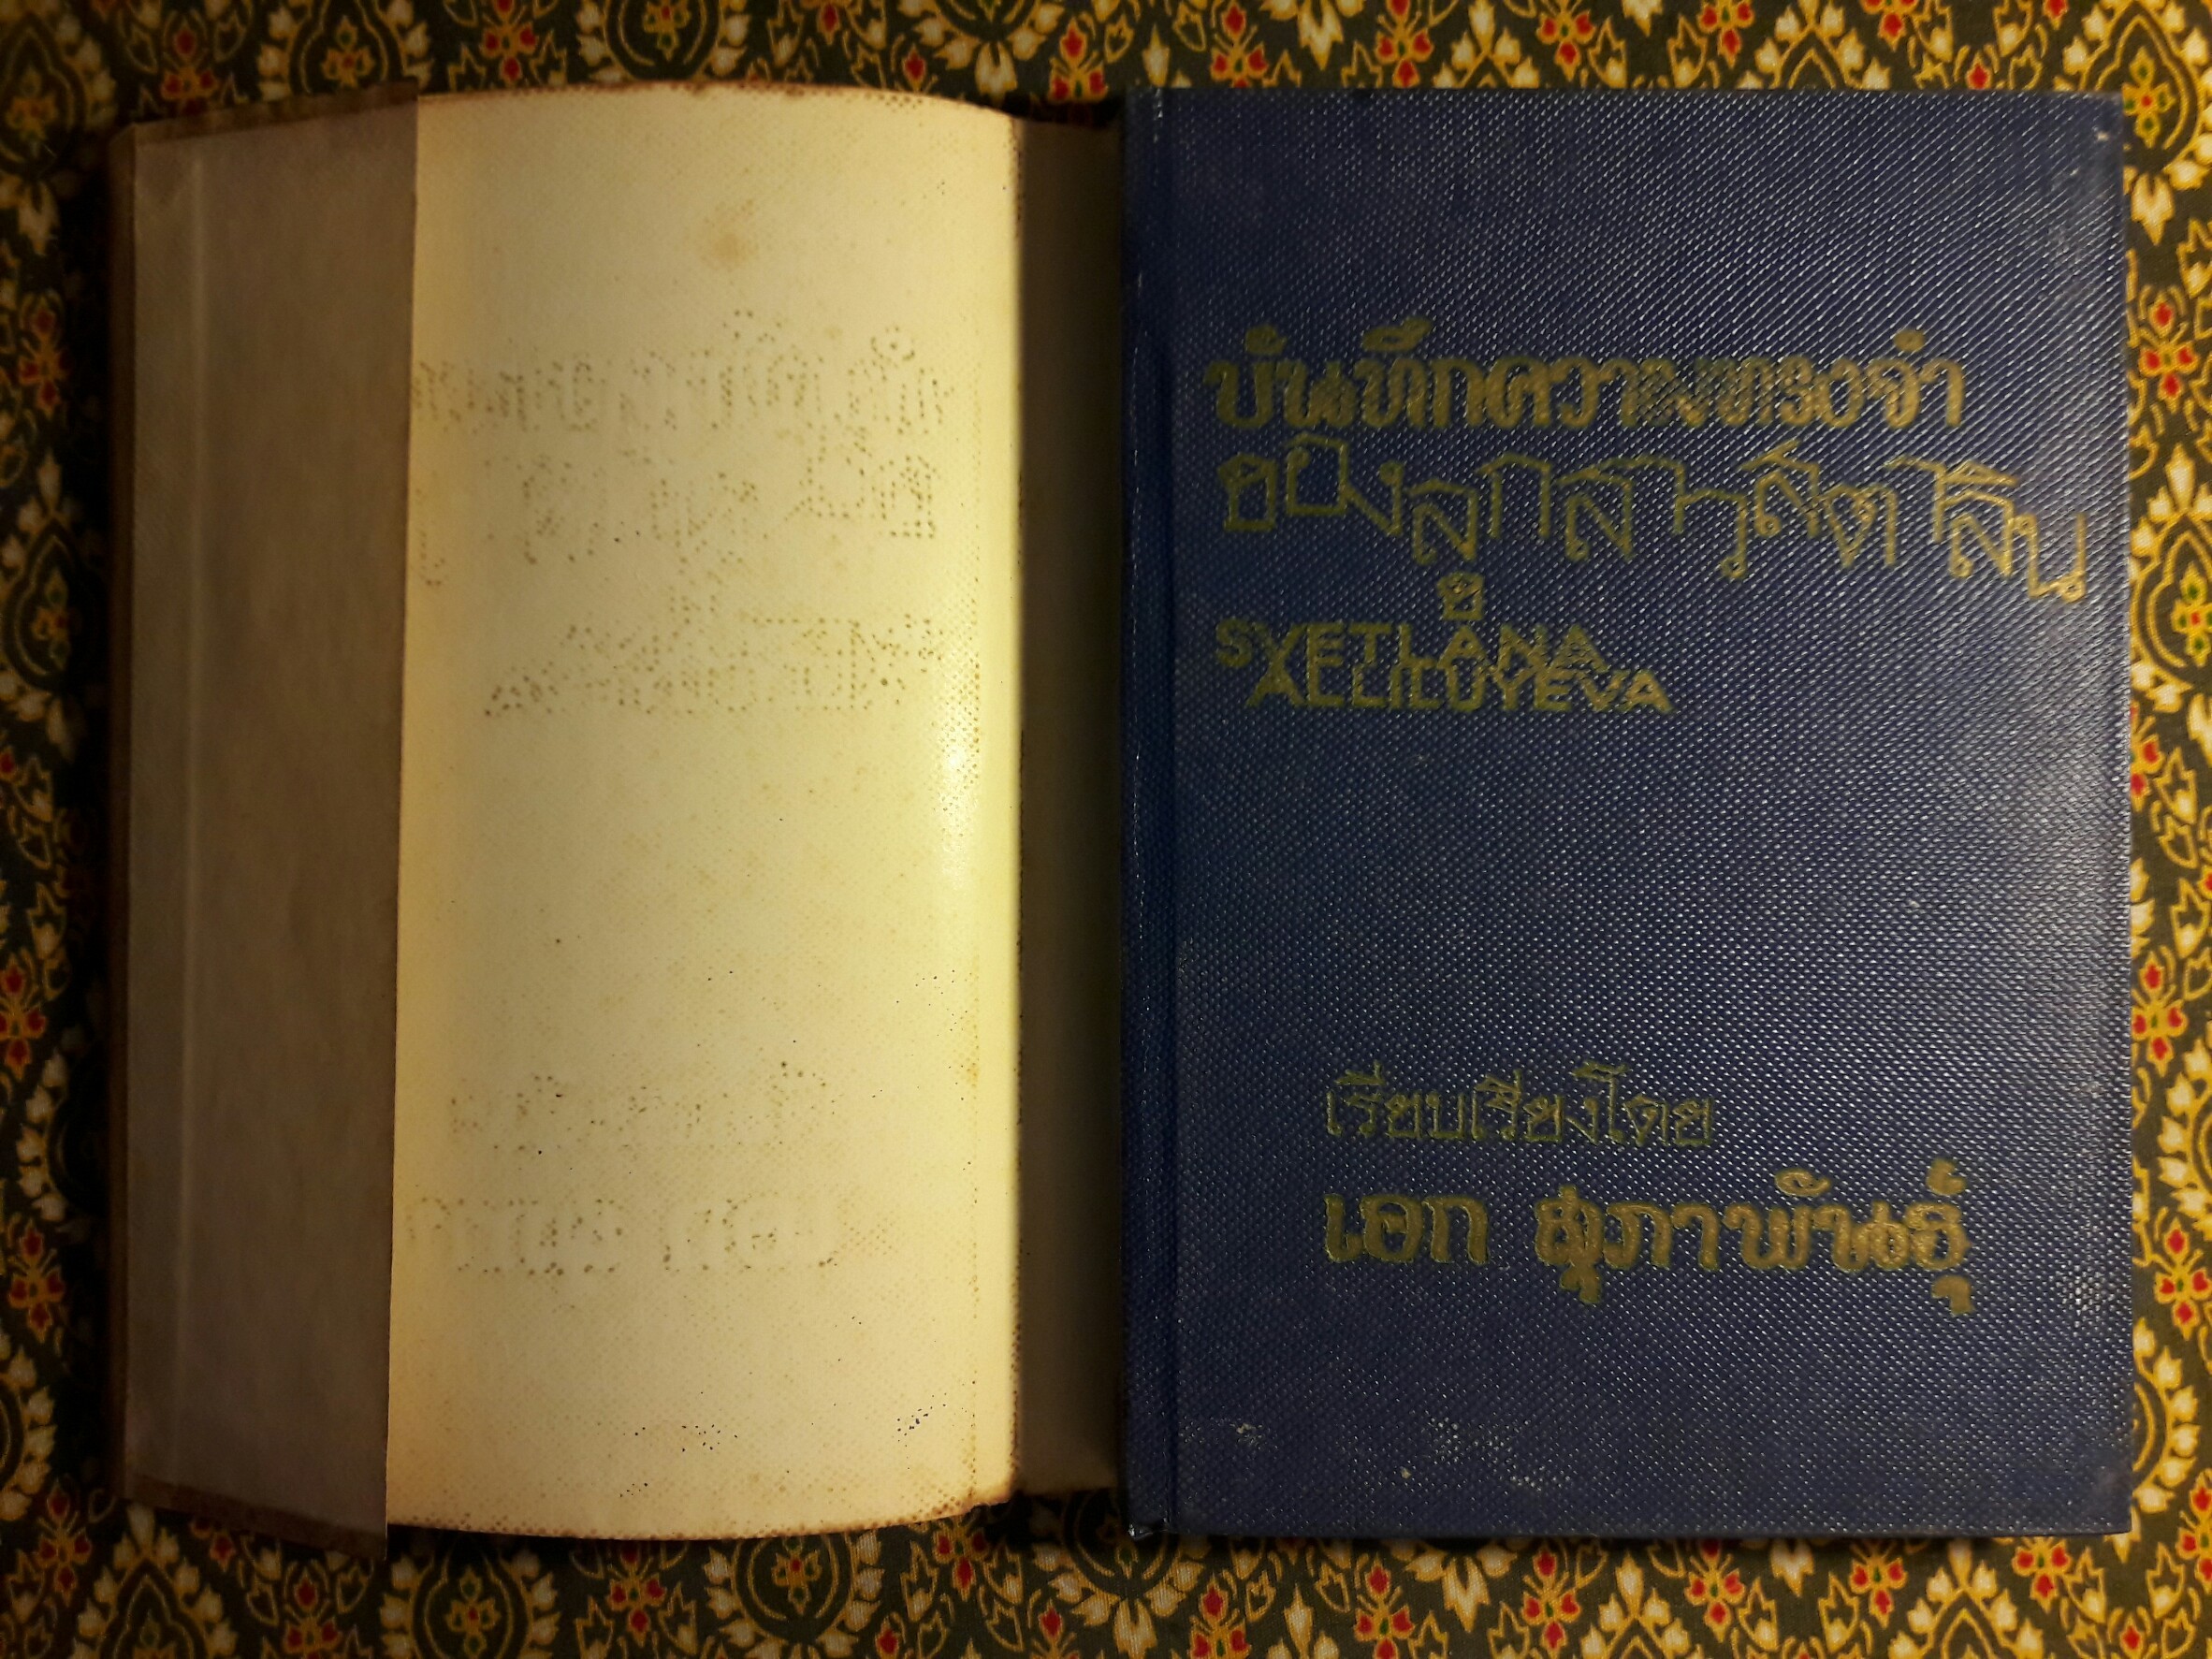 บันทึกความทรงจำ
ของลูกสาวสตาลิน
SVETLANA
ALLILUYEVA
เรียบเรียงโดย
เอก สุภาพันธุ์